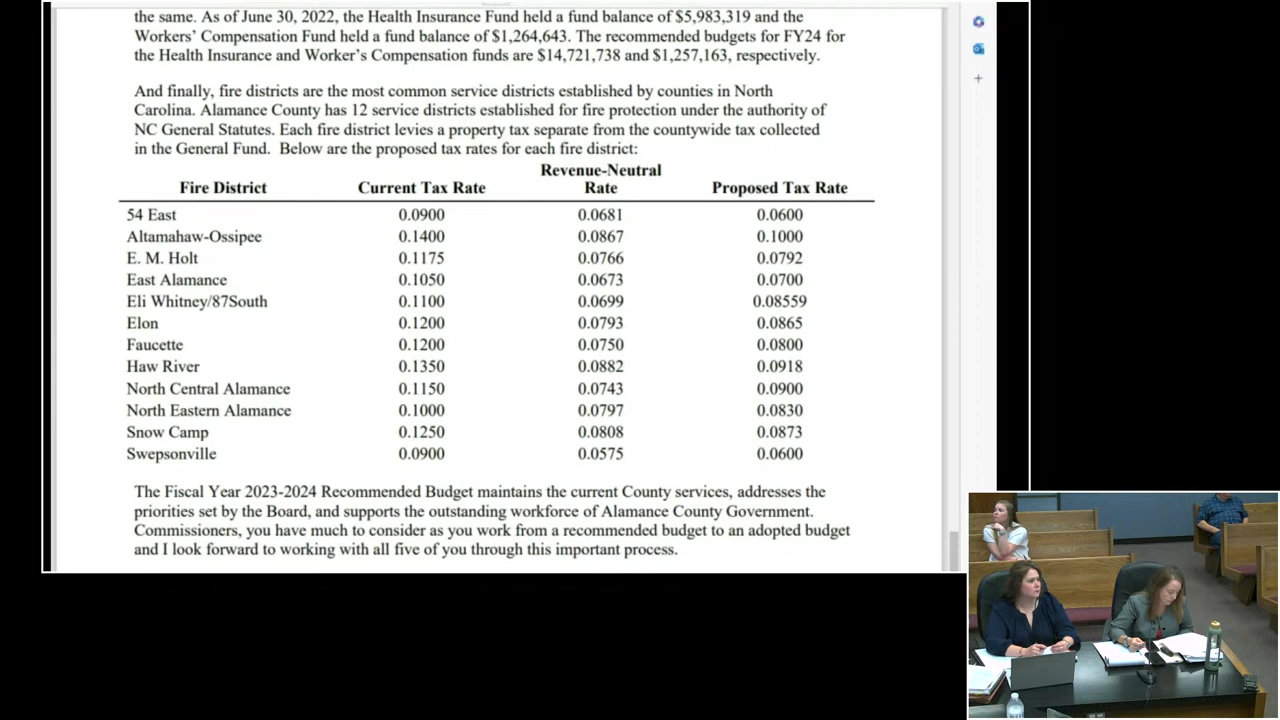 the same. As of June 30, 2022, the Health Insurance Fund held a fund balance of $5,983,319 and the
Workers' Compensation Fund held a fund balance of $1,264,643. The recommended budgets for FY24 for
the Health Insurance and Worker's Compensation funds are $14,721,738 and $1,257,163, respectively.
And finally, fire districts are the most common service districts established by counties in North
Carolina. Alamance County has 12 service districts established for fire protection under the authority of
NC General Statutes. Each fire district levies a property tax separate from the countywide tax collected
in the General Fund. Below are the proposed tax rates for each fire district:
Fire District Current Tax Rate Revenue-Neutral Rate Proposed Tax Rate
54 East 0.0900 0.0681 0.0600
Altamahaw-Ossipee 0.1400 0.0867 0.1000
E. M. Holt 0.1175 0.0766 0.0792
East Alamance 0.1050 0.0673 0.0700
Eli Whitney/87South 0.1100 0.0699 0.08559
Elon 0.1200 0.0793 0.0865
Faucette 0.1200 0.0750 0.0800
Haw River 0.1350 0.0882 0.0918
North Central Alamance 0.1150 0.0743 0.0900
North Eastern Alamance 0.1000 0.0797 0.0830
Snow Camp 0.1250 0.0808 0.0873
Swepsonville 0.0900 0.0575 0.0600
The Fiscal Year 2023-2024 Recommended Budget maintains the current County services, addresses the
priorities set by the Board, and supports the outstanding workforce of Alamance County Government.
Commissioners, you have much to consider as you work from a recommended budget to an adopted budget
and I look forward to working with all five of you through this important process.